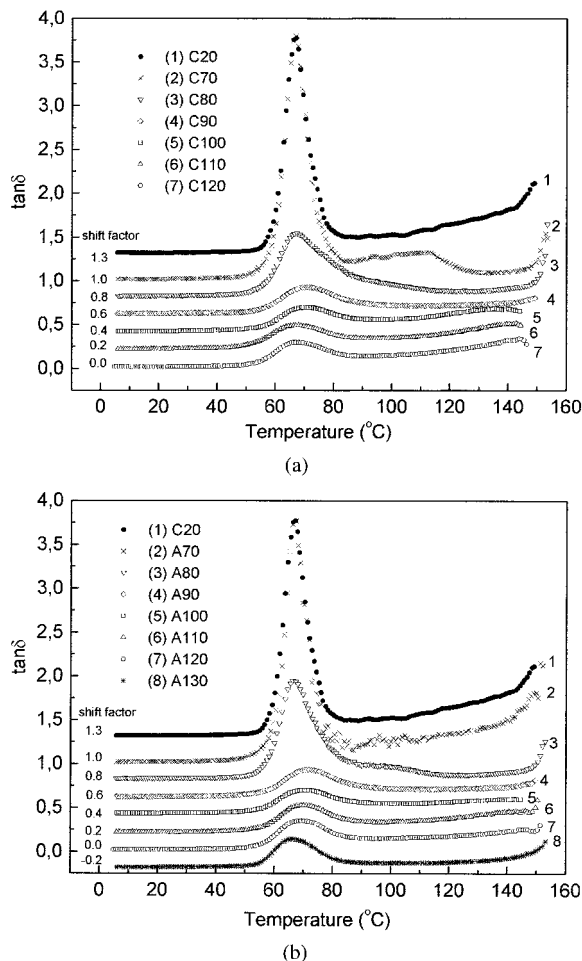 4,0
3,5
3,0
2,5
2,0
1,5
1,0
0,5
0,0
tanδ
(1) C20
(2) C70
(3) C80
(4) C90
(5) C100
(6) C110
(7) C120
shift factor
1.3
1.0
0.8
0.6
0.4
0.2
0.0
1
2
3
4
5
6
7
0 20 40 60 80 100 120 140 160
Temperature (°C)
(a)
4,0
3,5
3,0
2,5
2,0
1,5
1,0
0,5
0,0
tanδ
(1) C20
(2) A70
(3) A80
(4) A90
(5) A100
(6) A110
(7) A120
(8) A130
shift factor
1.3
1.0
0.8
0.6
0.4
0.2
0.0
-0.2
1
2
3
4
5
6
7
8
0 20 40 60 80 100 120 140 160
Temperature (°C)
(b)